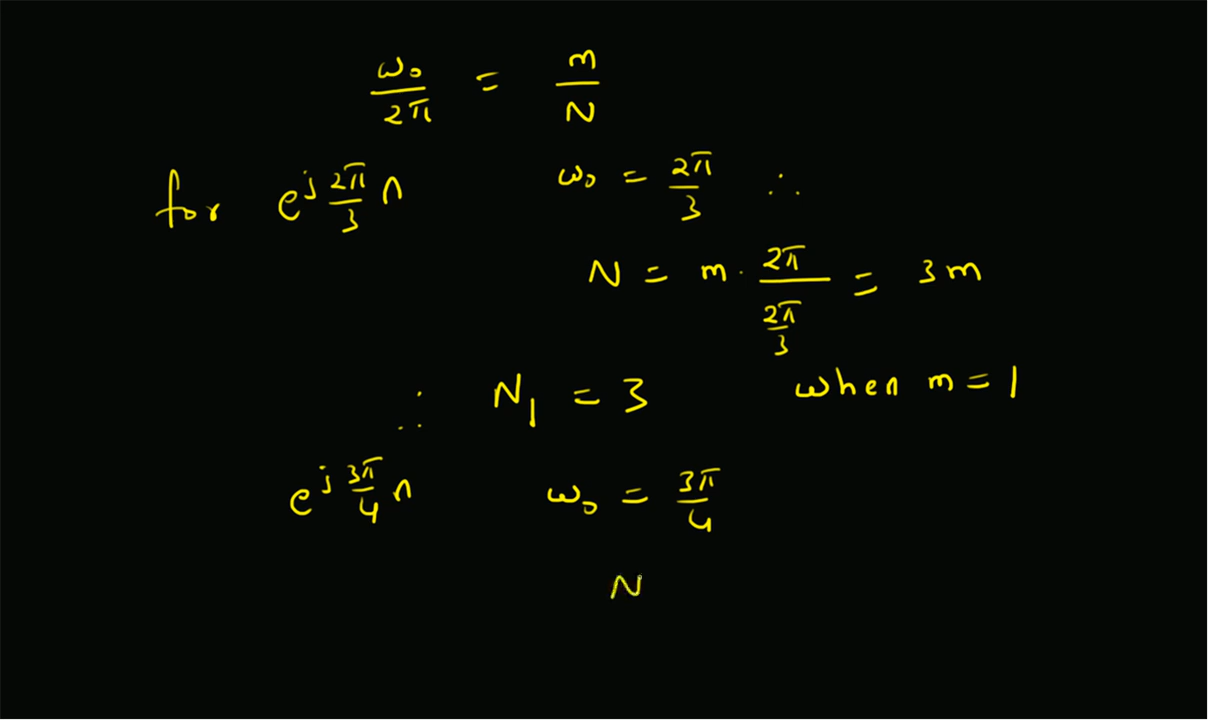 ω₀/2π = m/N
for e^{j 2π/3 n} ω₀ = 2π/3 ∴
N = m · 2π/(2π/3) = 3m
∴ N₁ = 3 when m = 1
e^{j 3π/4 n} ω₀ = 3π/4
N